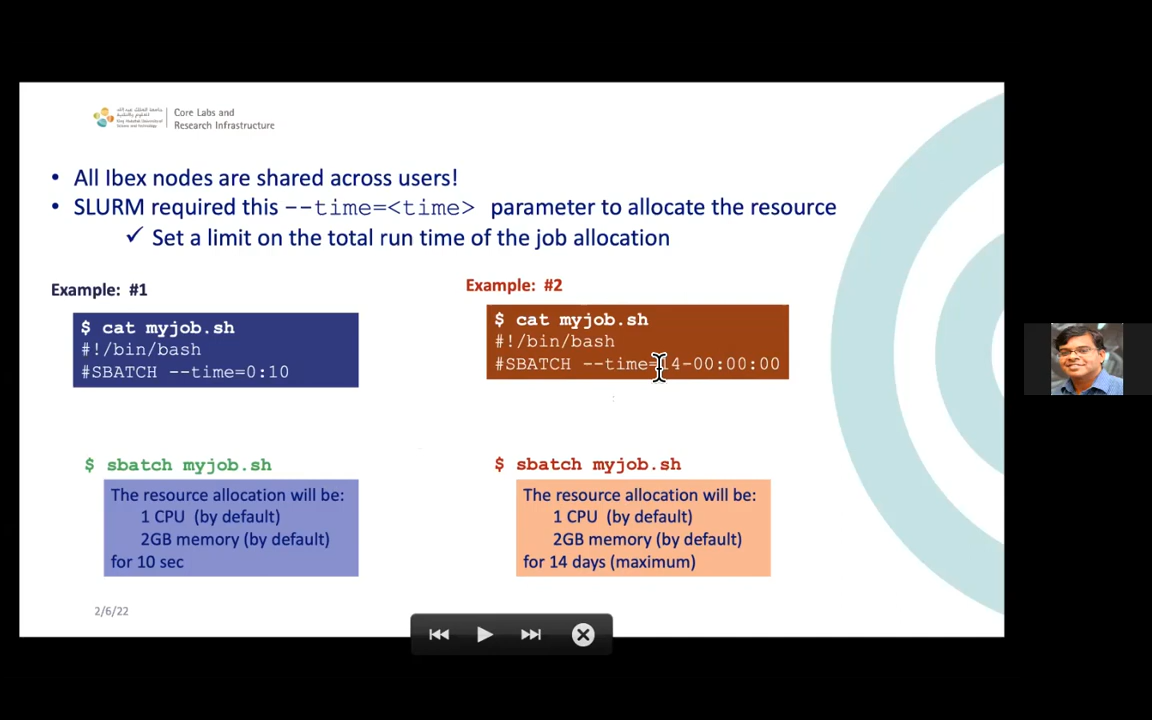 Core Labs and
Research Infrastructure
• All Ibex nodes are shared across users!
• SLURM required this --time=<time> parameter to allocate the resource
✓ Set a limit on the total run time of the job allocation
Example: #1
$ cat myjob.sh
#!/bin/bash
#SBATCH --time=0:10
$ sbatch myjob.sh
The resource allocation will be:
1 CPU (by default)
2GB memory (by default)
for 10 sec
Example: #2
$ cat myjob.sh
#!/bin/bash
#SBATCH --time=14-00:00:00
$ sbatch myjob.sh
The resource allocation will be:
1 CPU (by default)
2GB memory (by default)
for 14 days (maximum)
2/6/22